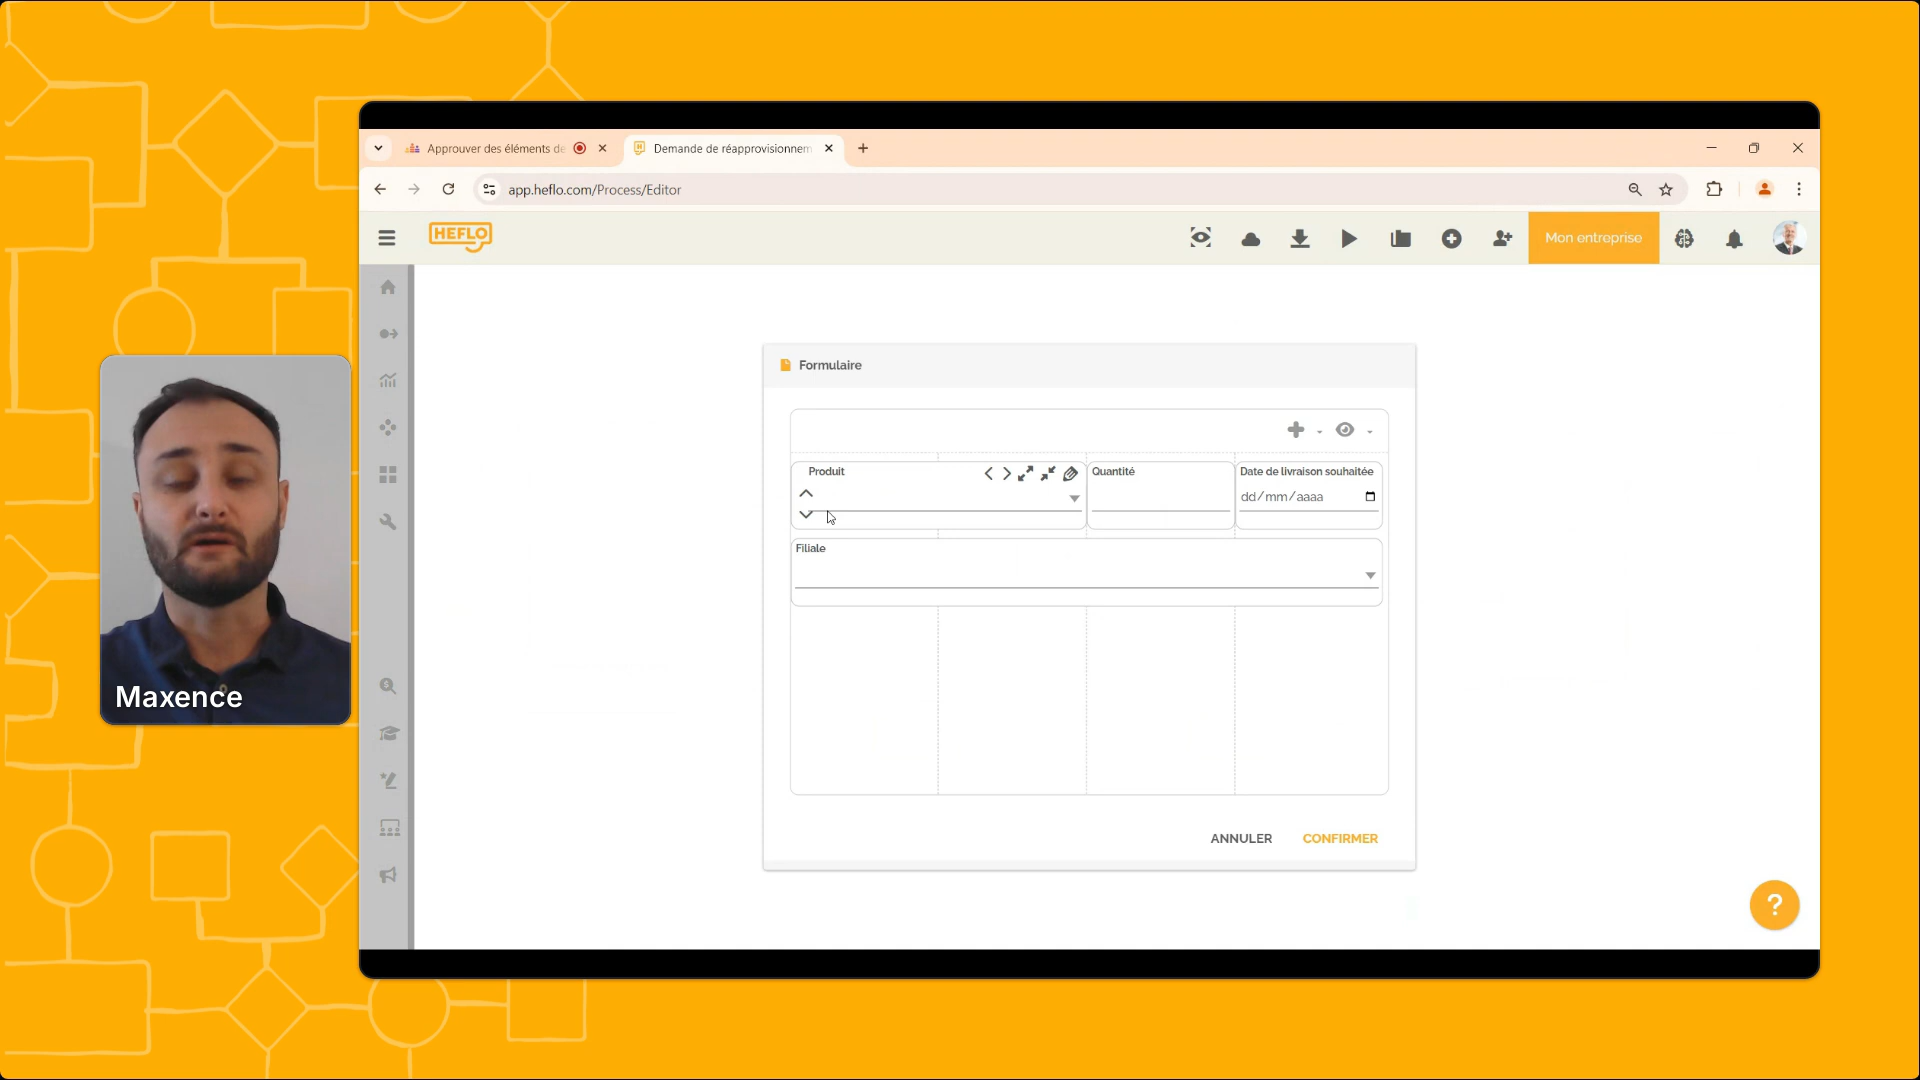 Approuver des éléments de
Demande de réapprovisionnem
app.heflo.com/Process/Editor
HEFLO
Mon entreprise
Formulaire
Produit
Quantité
Date de livraison souhaitée
dd/mm/aaaa
Filiale
ANNULER
CONFIRMER
?
Maxence